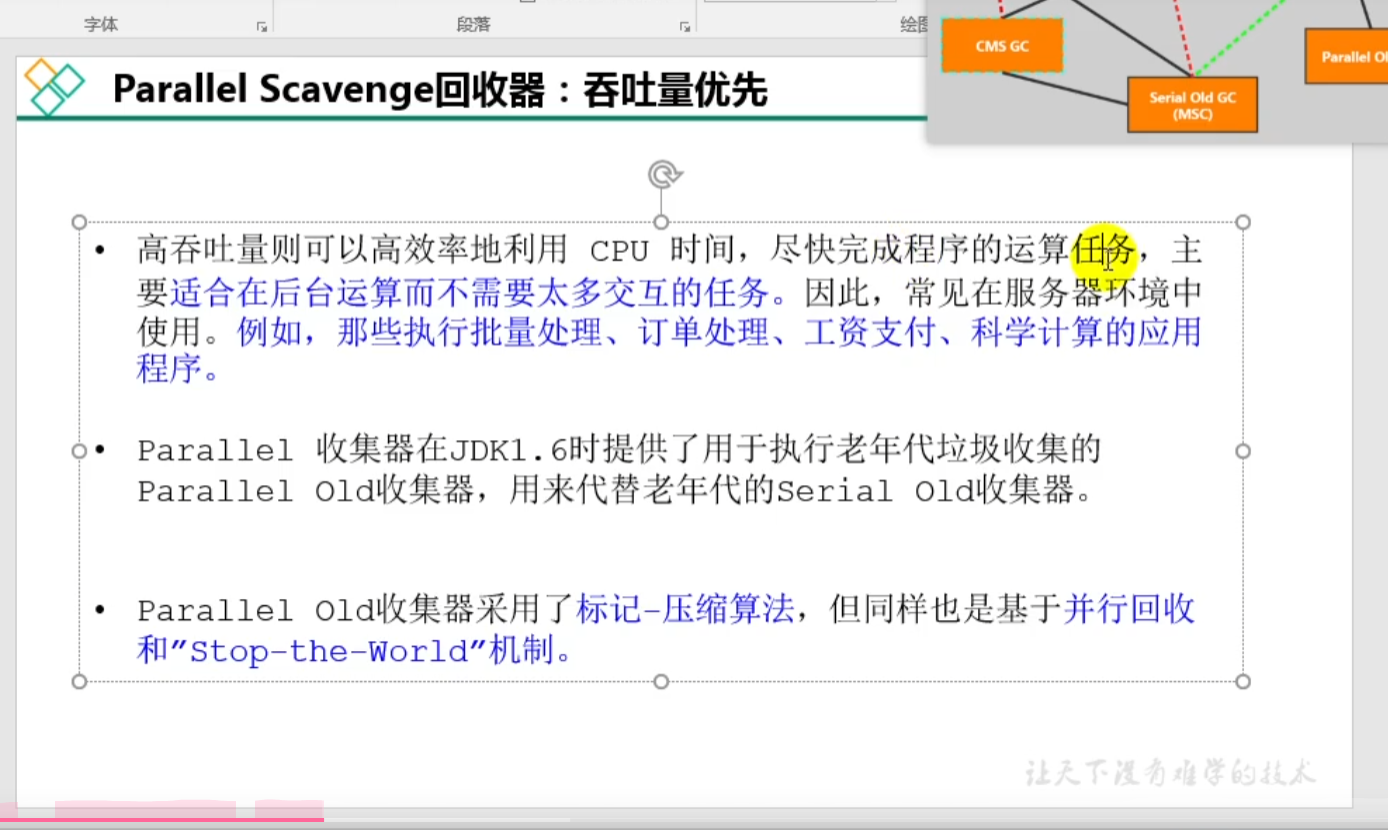 字体
段落
CMS GC
Serial Old GC
(MSC)
Parallel Scavenge回收器：吞吐量优先
• 高吞吐量则可以高效率地利用 CPU 时间，尽快完成程序的运算任务，主
要适合在后台运算而不需要太多交互的任务。因此，常见在服务器环境中
使用。例如，那些执行批量处理、订单处理、工资支付、科学计算的应用
程序。
• Parallel 收集器在JDK1.6时提供了用于执行老年代垃圾收集的
Parallel Old收集器，用来代替老年代的Serial Old收集器。
• Parallel Old收集器采用了标记-压缩算法，但同样也是基于并行回收
和"Stop-the-World"机制。
让天下没有难学的技术